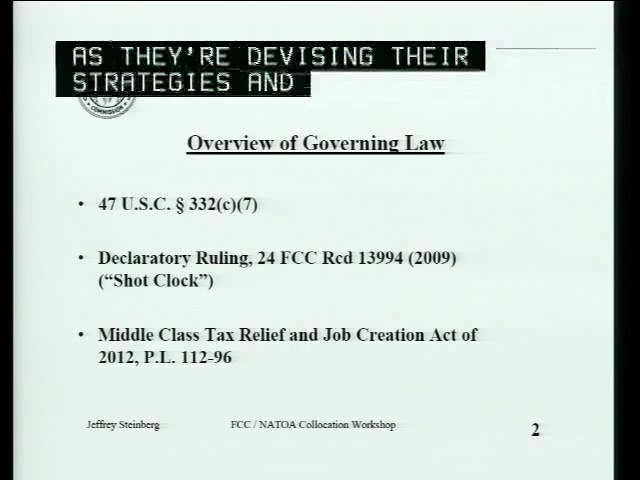 AS THEY'RE DEVISING THEIR
STRATEGIES AND
COMMISSION
Overview of Governing Law
• 47 U.S.C. § 332(c)(7)
• Declaratory Ruling, 24 FCC Rcd 13994 (2009)
(“Shot Clock”)
• Middle Class Tax Relief and Job Creation Act of
2012, P.L. 112-96
Jeffrey Steinberg
FCC / NATOA Collocation Workshop
2